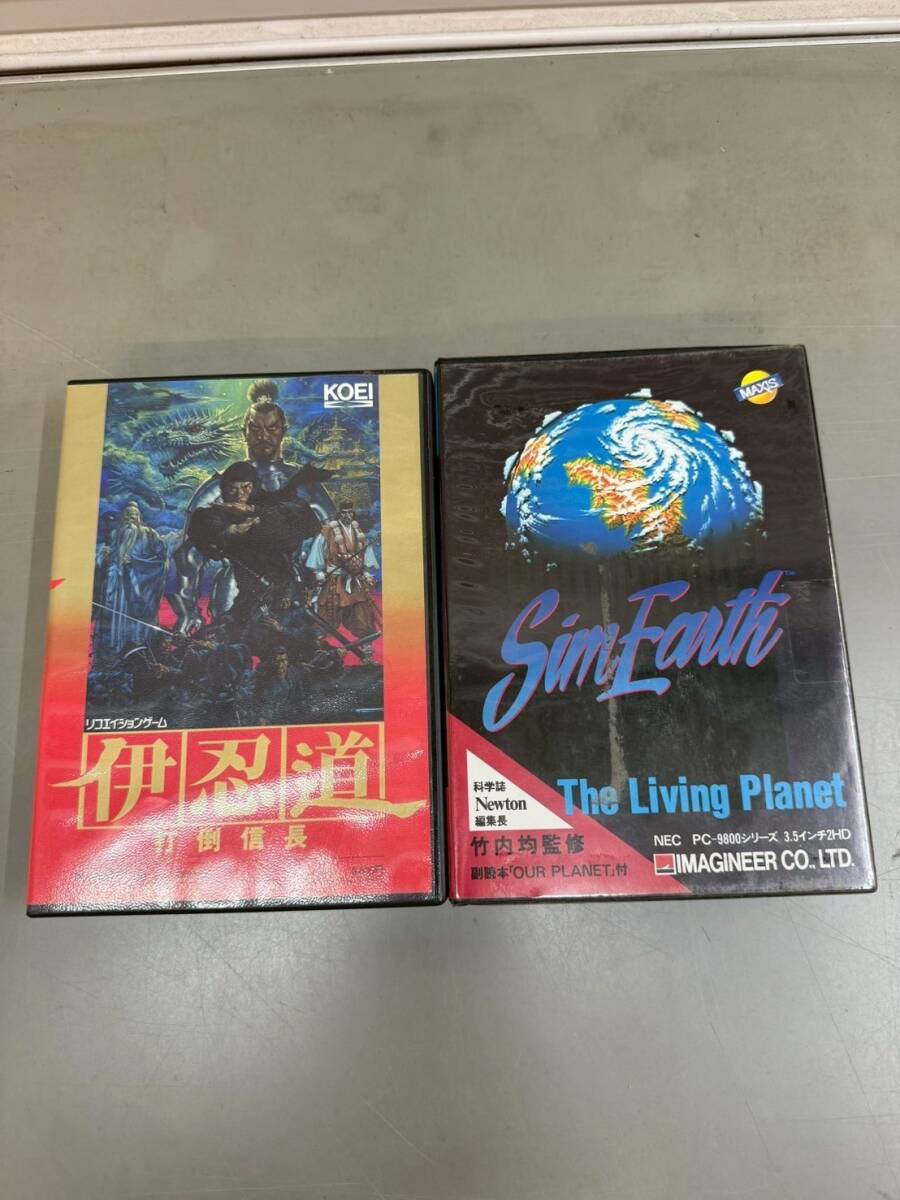 KOEI
リコエイションゲーム
伊忍道
打倒信長
MAXIS
SimEarth™
The Living Planet
科学誌
Newton
編集長
竹内均監修
副読本「OUR PLANET」付
NEC PC-9800シリーズ 3.5インチ2HD
IMAGINEER CO., LTD.